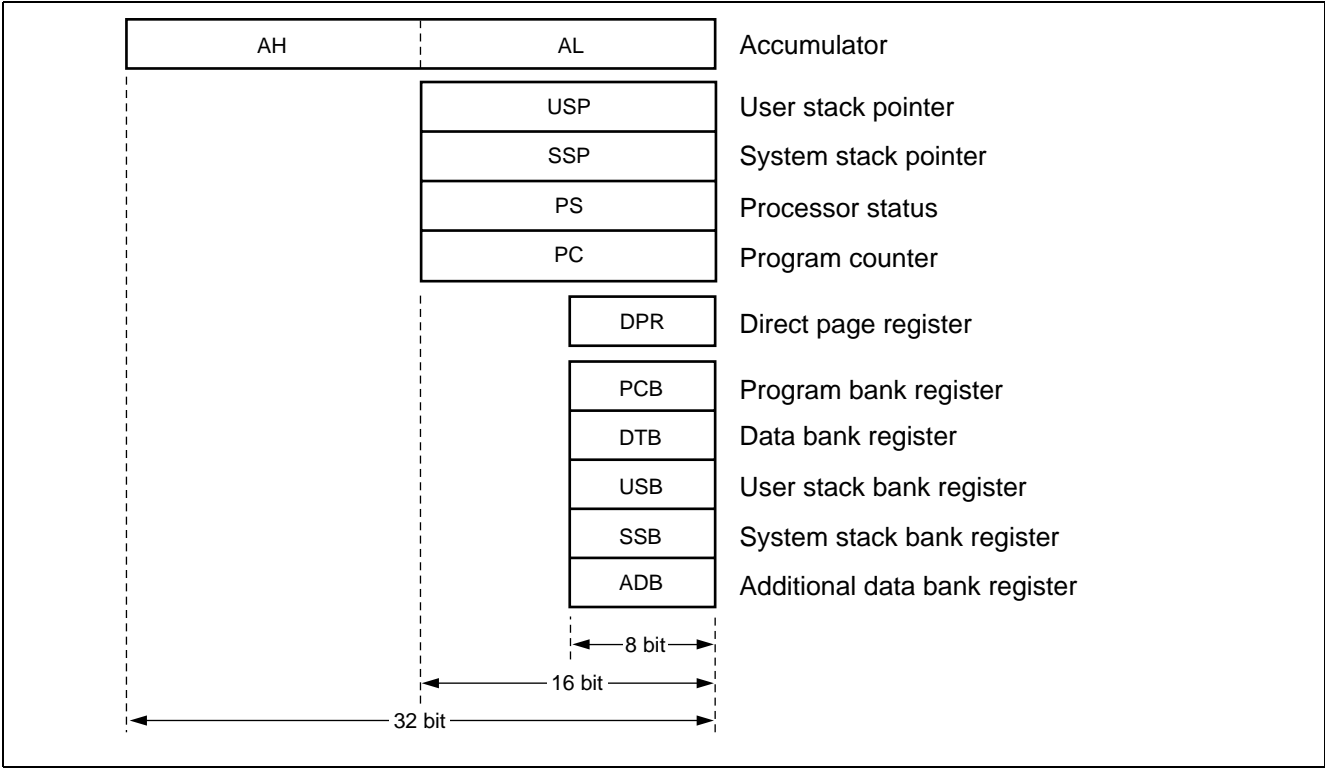 AH AL Accumulator
USP User stack pointer
SSP System stack pointer
PS Processor status
PC Program counter
DPR Direct page register
PCB Program bank register
DTB Data bank register
USB User stack bank register
SSB System stack bank register
ADB Additional data bank register
8 bit
16 bit
32 bit